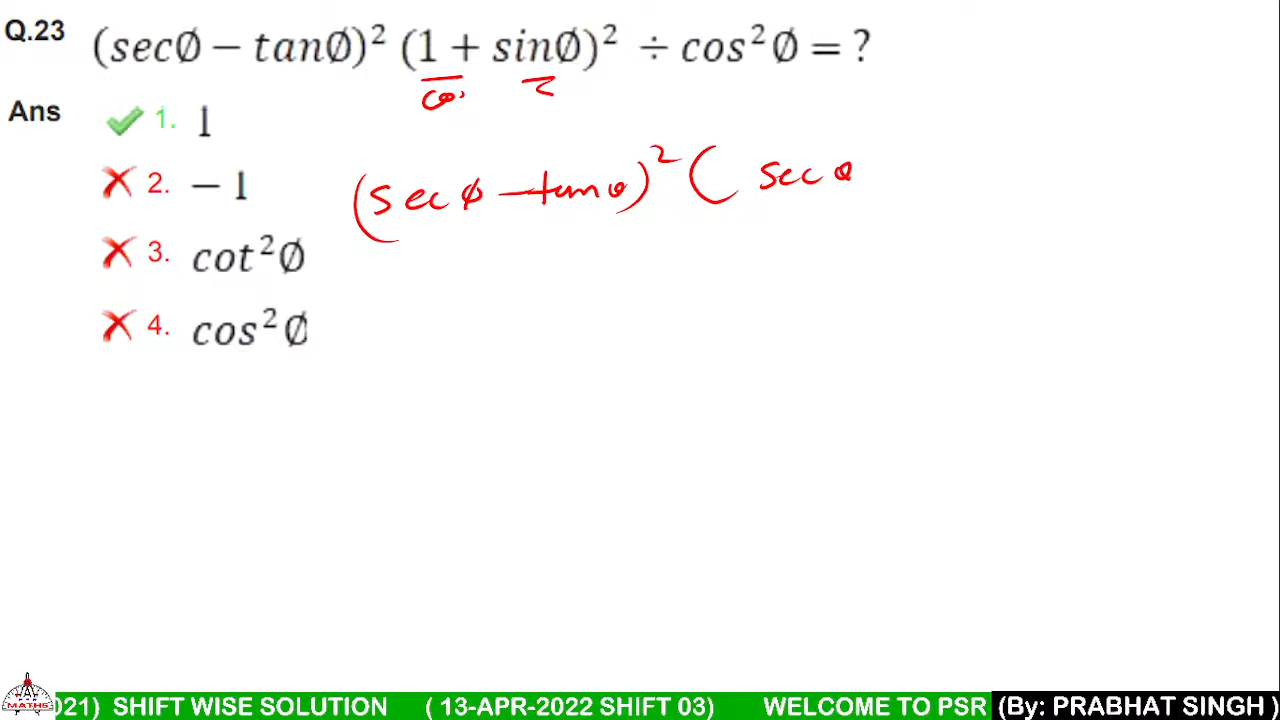 Q.23 (sec∅ − tan∅)² (1 + sin∅)² ÷ cos²∅ = ?
Ans 1. 1
2. − 1
3. cot²∅
4. cos²∅
(sec ϕ − tan θ)² ( sec θ
MATHS
021) SHIFT WISE SOLUTION ( 13-APR-2022 SHIFT 03) WELCOME TO PSR (By: PRABHAT SINGH )